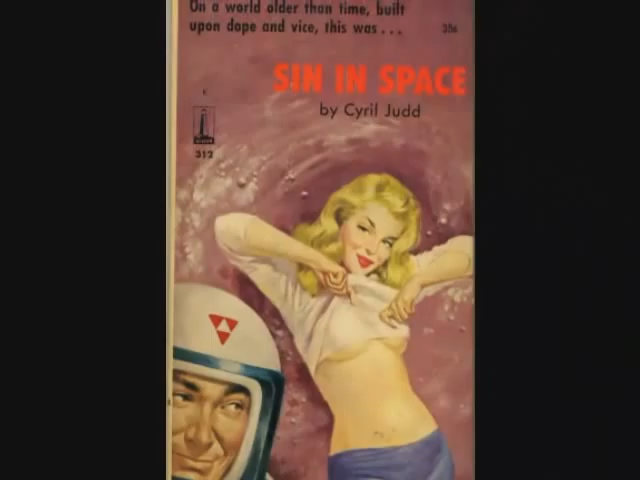 On a world older than time, built
upon dope and vice, this was...
35¢
SIN IN SPACE
by Cyril Judd
K
312